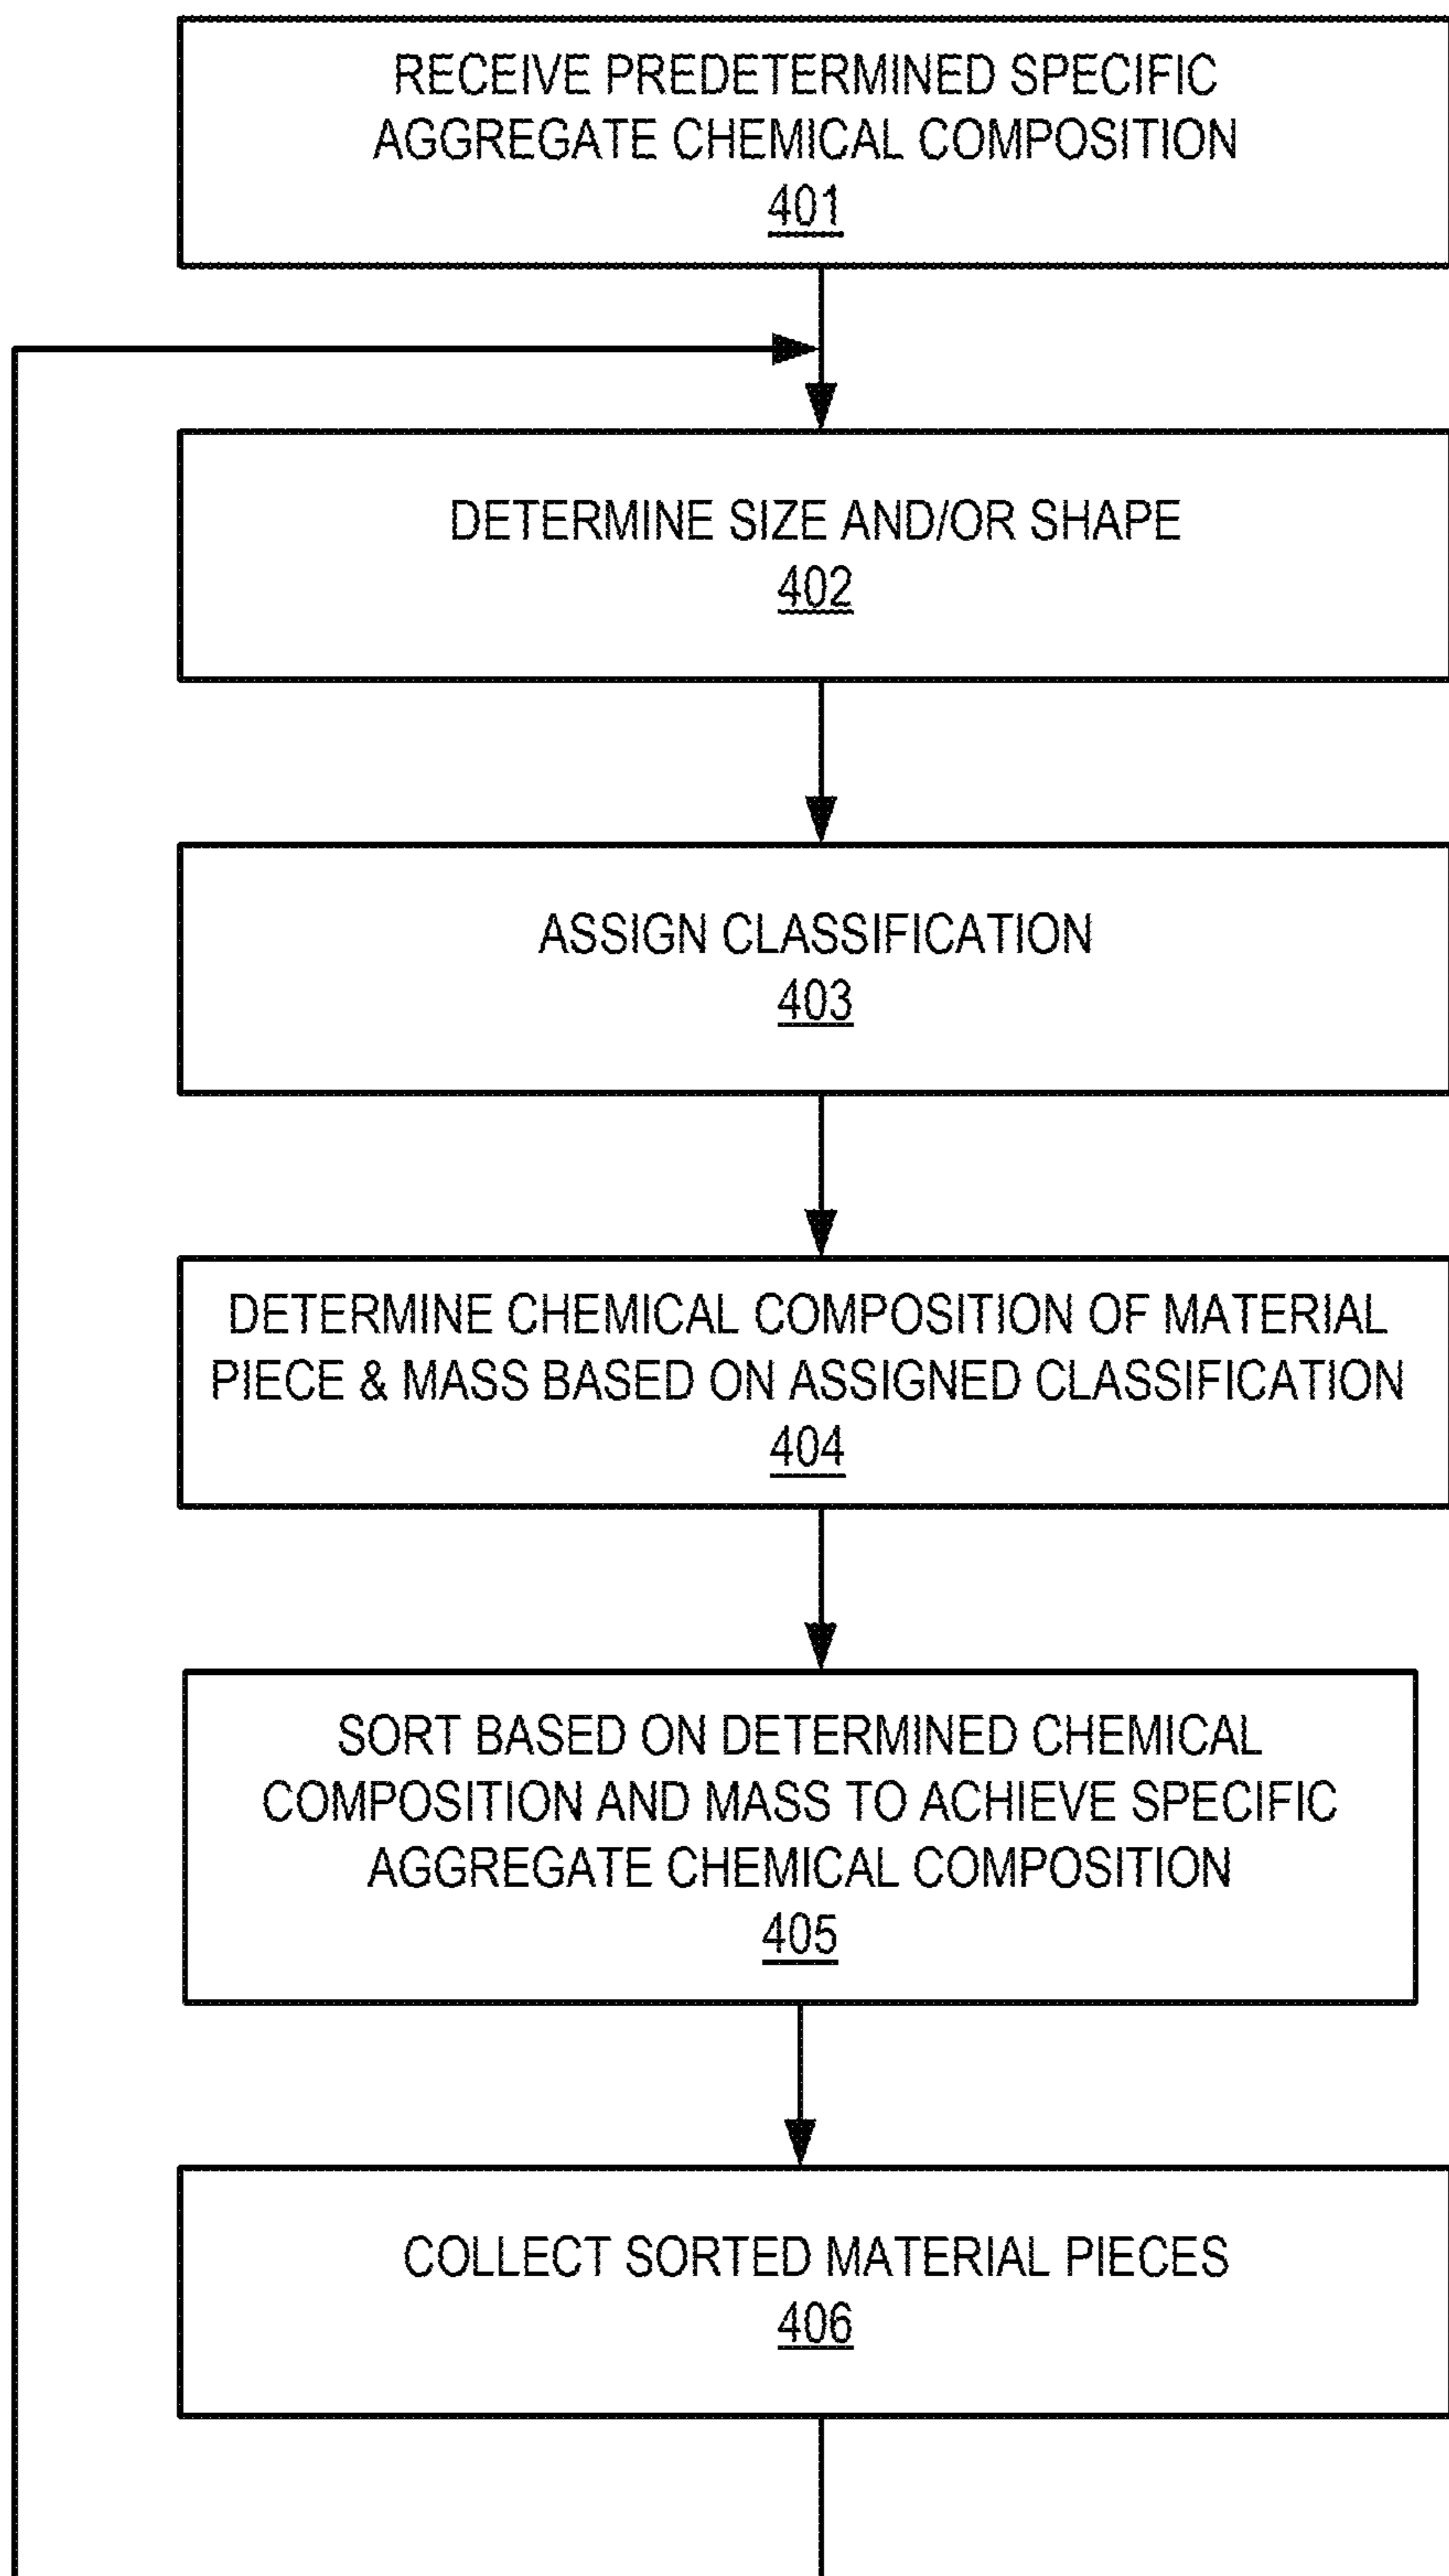 RECEIVE PREDETERMINED SPECIFIC
AGGREGATE CHEMICAL COMPOSITION
401
DETERMINE SIZE AND/OR SHAPE
402
ASSIGN CLASSIFICATION
403
DETERMINE CHEMICAL COMPOSITION OF MATERIAL
PIECE & MASS BASED ON ASSIGNED CLASSIFICATION
404
SORT BASED ON DETERMINED CHEMICAL
COMPOSITION AND MASS TO ACHIEVE SPECIFIC
AGGREGATE CHEMICAL COMPOSITION
405
COLLECT SORTED MATERIAL PIECES
406